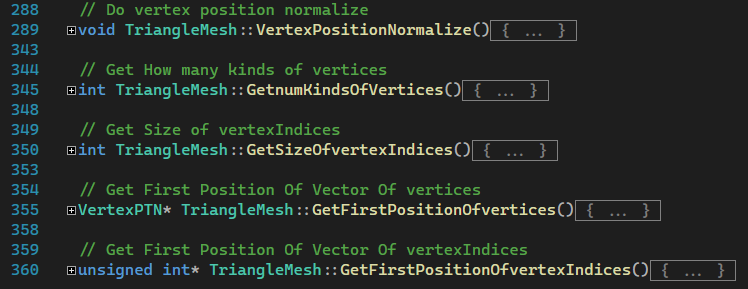 288 // Do vertex position normalize
289 void TriangleMesh::VertexPositionNormalize() { ... }
343
344 // Get How many kinds of vertices
345 int TriangleMesh::GetnumKindsOfVertices() { ... }
348
349 // Get Size of vertexIndices
350 int TriangleMesh::GetSizeOfvertexIndices() { ... }
353
354 // Get First Position Of Vector Of vertices
355 VertexPTN* TriangleMesh::GetFirstPositionOfvertices() { ... }
358
359 // Get First Position Of Vector Of vertexIndices
360 unsigned int* TriangleMesh::GetFirstPositionOfvertexIndices() { ... }